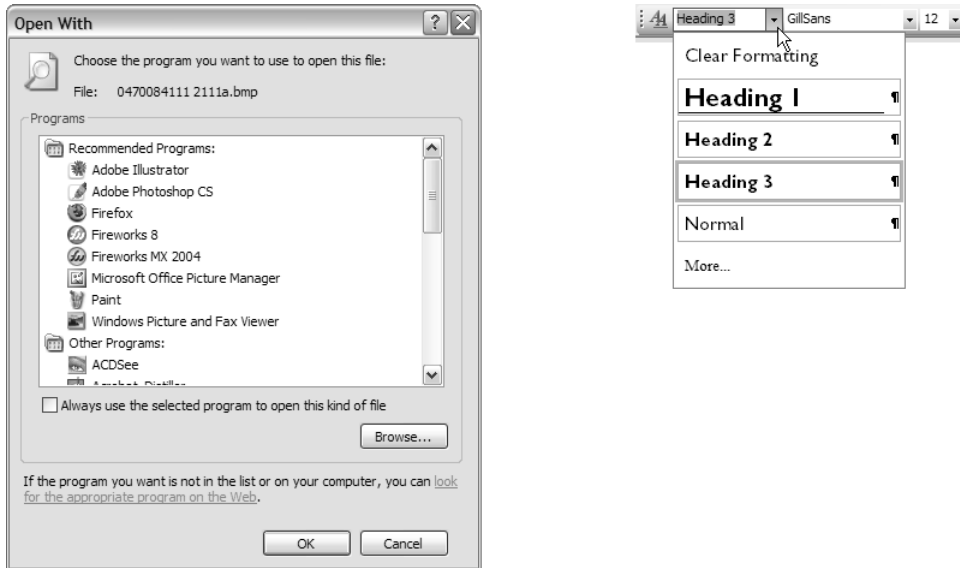 Open With
Choose the program you want to use to open this file:
File: 0470084111 2111a.bmp
Programs
Recommended Programs:
Adobe Illustrator
Adobe Photoshop CS
Firefox
Fireworks 8
Fireworks MX 2004
Microsoft Office Picture Manager
Paint
Windows Picture and Fax Viewer
Other Programs:
ACDSee
Always use the selected program to open this kind of file
Browse...
If the program you want is not in the list or on your computer, you can look
for the appropriate program on the Web.
OK Cancel
Heading 3 GillSans 12
Clear Formatting
Heading 1 ¶
Heading 2 ¶
Heading 3 ¶
Normal ¶
More...